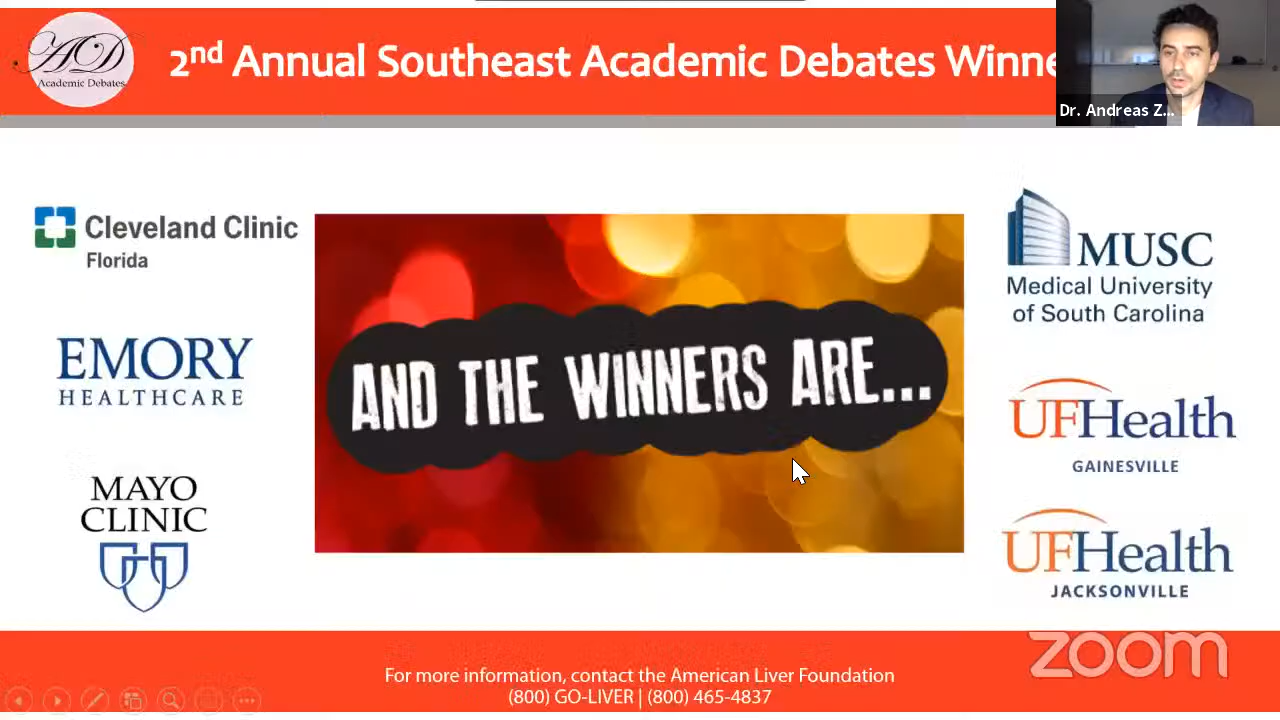 AD
Academic Debates
2nd Annual Southeast Academic Debates Winne
Dr. Andreas Z...
Cleveland Clinic
Florida
EMORY
HEALTHCARE
MAYO
CLINIC
AND THE WINNERS ARE...
MUSC
Medical University
of South Carolina
UFHealth
GAINESVILLE
UFHealth
JACKSONVILLE
zoom
For more information, contact the American Liver Foundation
(800) GO-LIVER | (800) 465-4837